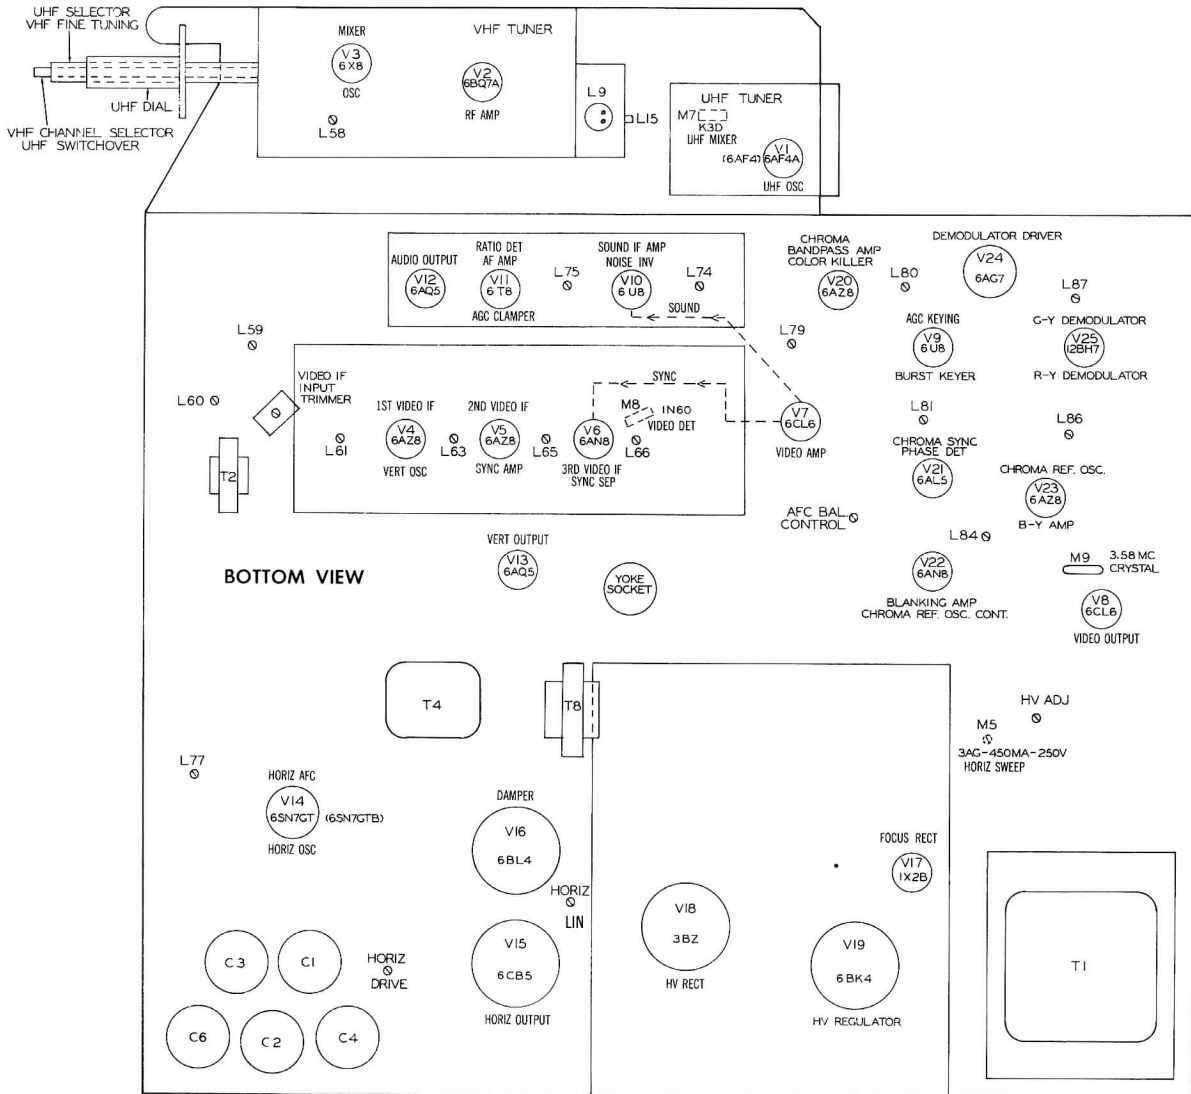 UHF SELECTOR
VHF FINE TUNING
UHF DIAL
VHF CHANNEL SELECTOR
UHF SWITCHOVER
VHF TUNER
MIXER
V3
6X8
OSC
L58
V2
6BQ7A
RF AMP
L9
L15
UHF TUNER
M7
K3D
UHF MIXER
(6AF4)
V1
6AF4A
UHF OSC
AUDIO OUTPUT
V12
6AQ5
RATIO DET
AF AMP
V11
6T8
AGC CLAMPER
L75
SOUND IF AMP
NOISE INV
V10
6U8
L74
SOUND
CHROMA
BANDPASS AMP
COLOR KILLER
V20
6AZ8
L80
DEMODULATOR DRIVER
V24
6AG7
L87
L59
L79
AGC KEYING
V9
6U8
BURST KEYER
G-Y DEMODULATOR
V25
12BH7
R-Y DEMODULATOR
L60
VIDEO IF
INPUT
TRIMMER
L61
1ST VIDEO IF
V4
6AZ8
VERT OSC
L63
2ND VIDEO IF
V5
6AZ8
SYNC AMP
L65
SYNC
V6
6AN8
3RD VIDEO IF
SYNC SEP
M8
IN60
VIDEO DET
L66
V7
6CL6
VIDEO AMP
L81
CHROMA SYNC
PHASE DET
V21
6AL5
L86
CHROMA REF. OSC.
V23
6AZ8
B-Y AMP
T2
AFC BAL.
CONTROL
L84
BOTTOM VIEW
VERT OUTPUT
V13
6AQ5
YOKE
SOCKET
V22
6AN8
BLANKING AMP
CHROMA REF. OSC. CONT.
M9
3.58 MC
CRYSTAL
V8
6CL6
VIDEO OUTPUT
T4
T8
HV ADJ
M5
3AG-450MA-250V
HORIZ SWEEP
L77
HORIZ AFC
V14
6SN7GT
(6SN7GTB)
HORIZ OSC
DAMPER
V16
6BL4
HORIZ
LIN
FOCUS RECT
V17
1X2B
V18
3BZ
HV RECT
V19
6BK4
HV REGULATOR
V15
6CB5
HORIZ OUTPUT
HORIZ
DRIVE
C3
C1
C6
C2
C4
T1